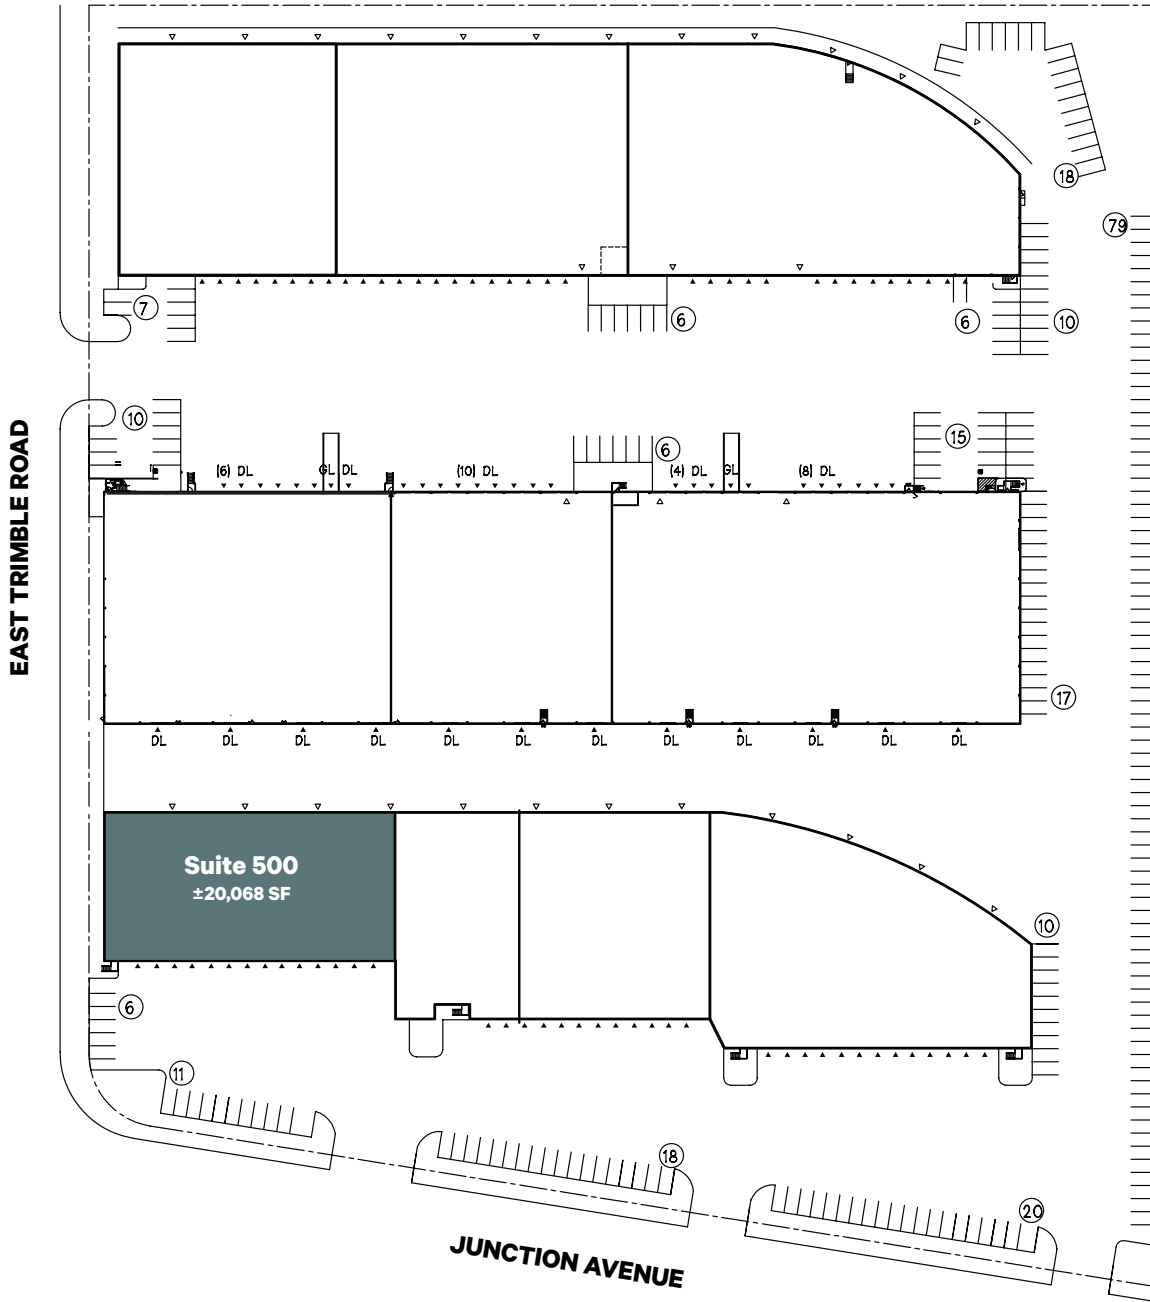 18
79
7
6
6
10
10
6
15
(6) DL
GL
DL
(10) DL
(4) DL
GL
(8) DL
EAST TRIMBLE ROAD
17
DL
DL
DL
DL
DL
DL
DL
DL
DL
DL
DL
DL
Suite 500
±20,068 SF
10
6
11
18
20
JUNCTION AVENUE